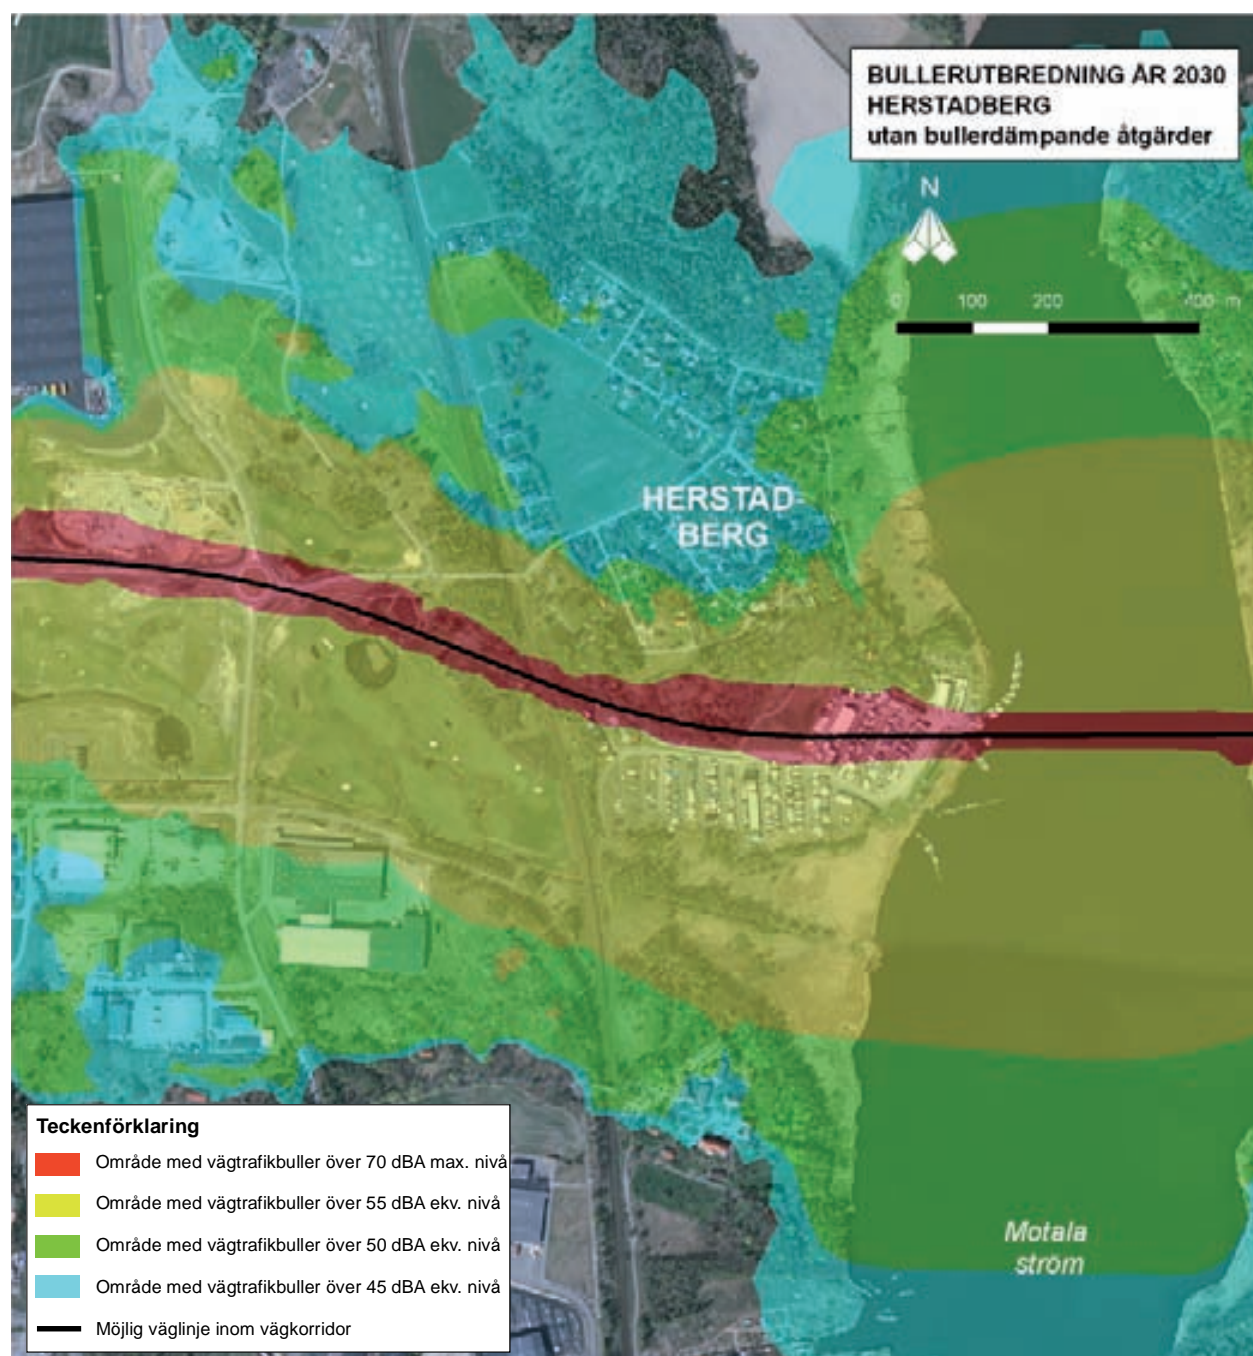 BULLERUTBREDNING ÅR 2030
HERSTADBERG
utan bullerdämpande åtgärder
N
0 100 200 400 m
HERSTAD-
BERG
Teckenförklaring
Område med vägtrafikbuller över 70 dBA max. nivå
Område med vägtrafikbuller över 55 dBA ekv. nivå
Område med vägtrafikbuller över 50 dBA ekv. nivå
Område med vägtrafikbuller över 45 dBA ekv. nivå
Möjlig väglinje inom vägkorridor
Motala
ström